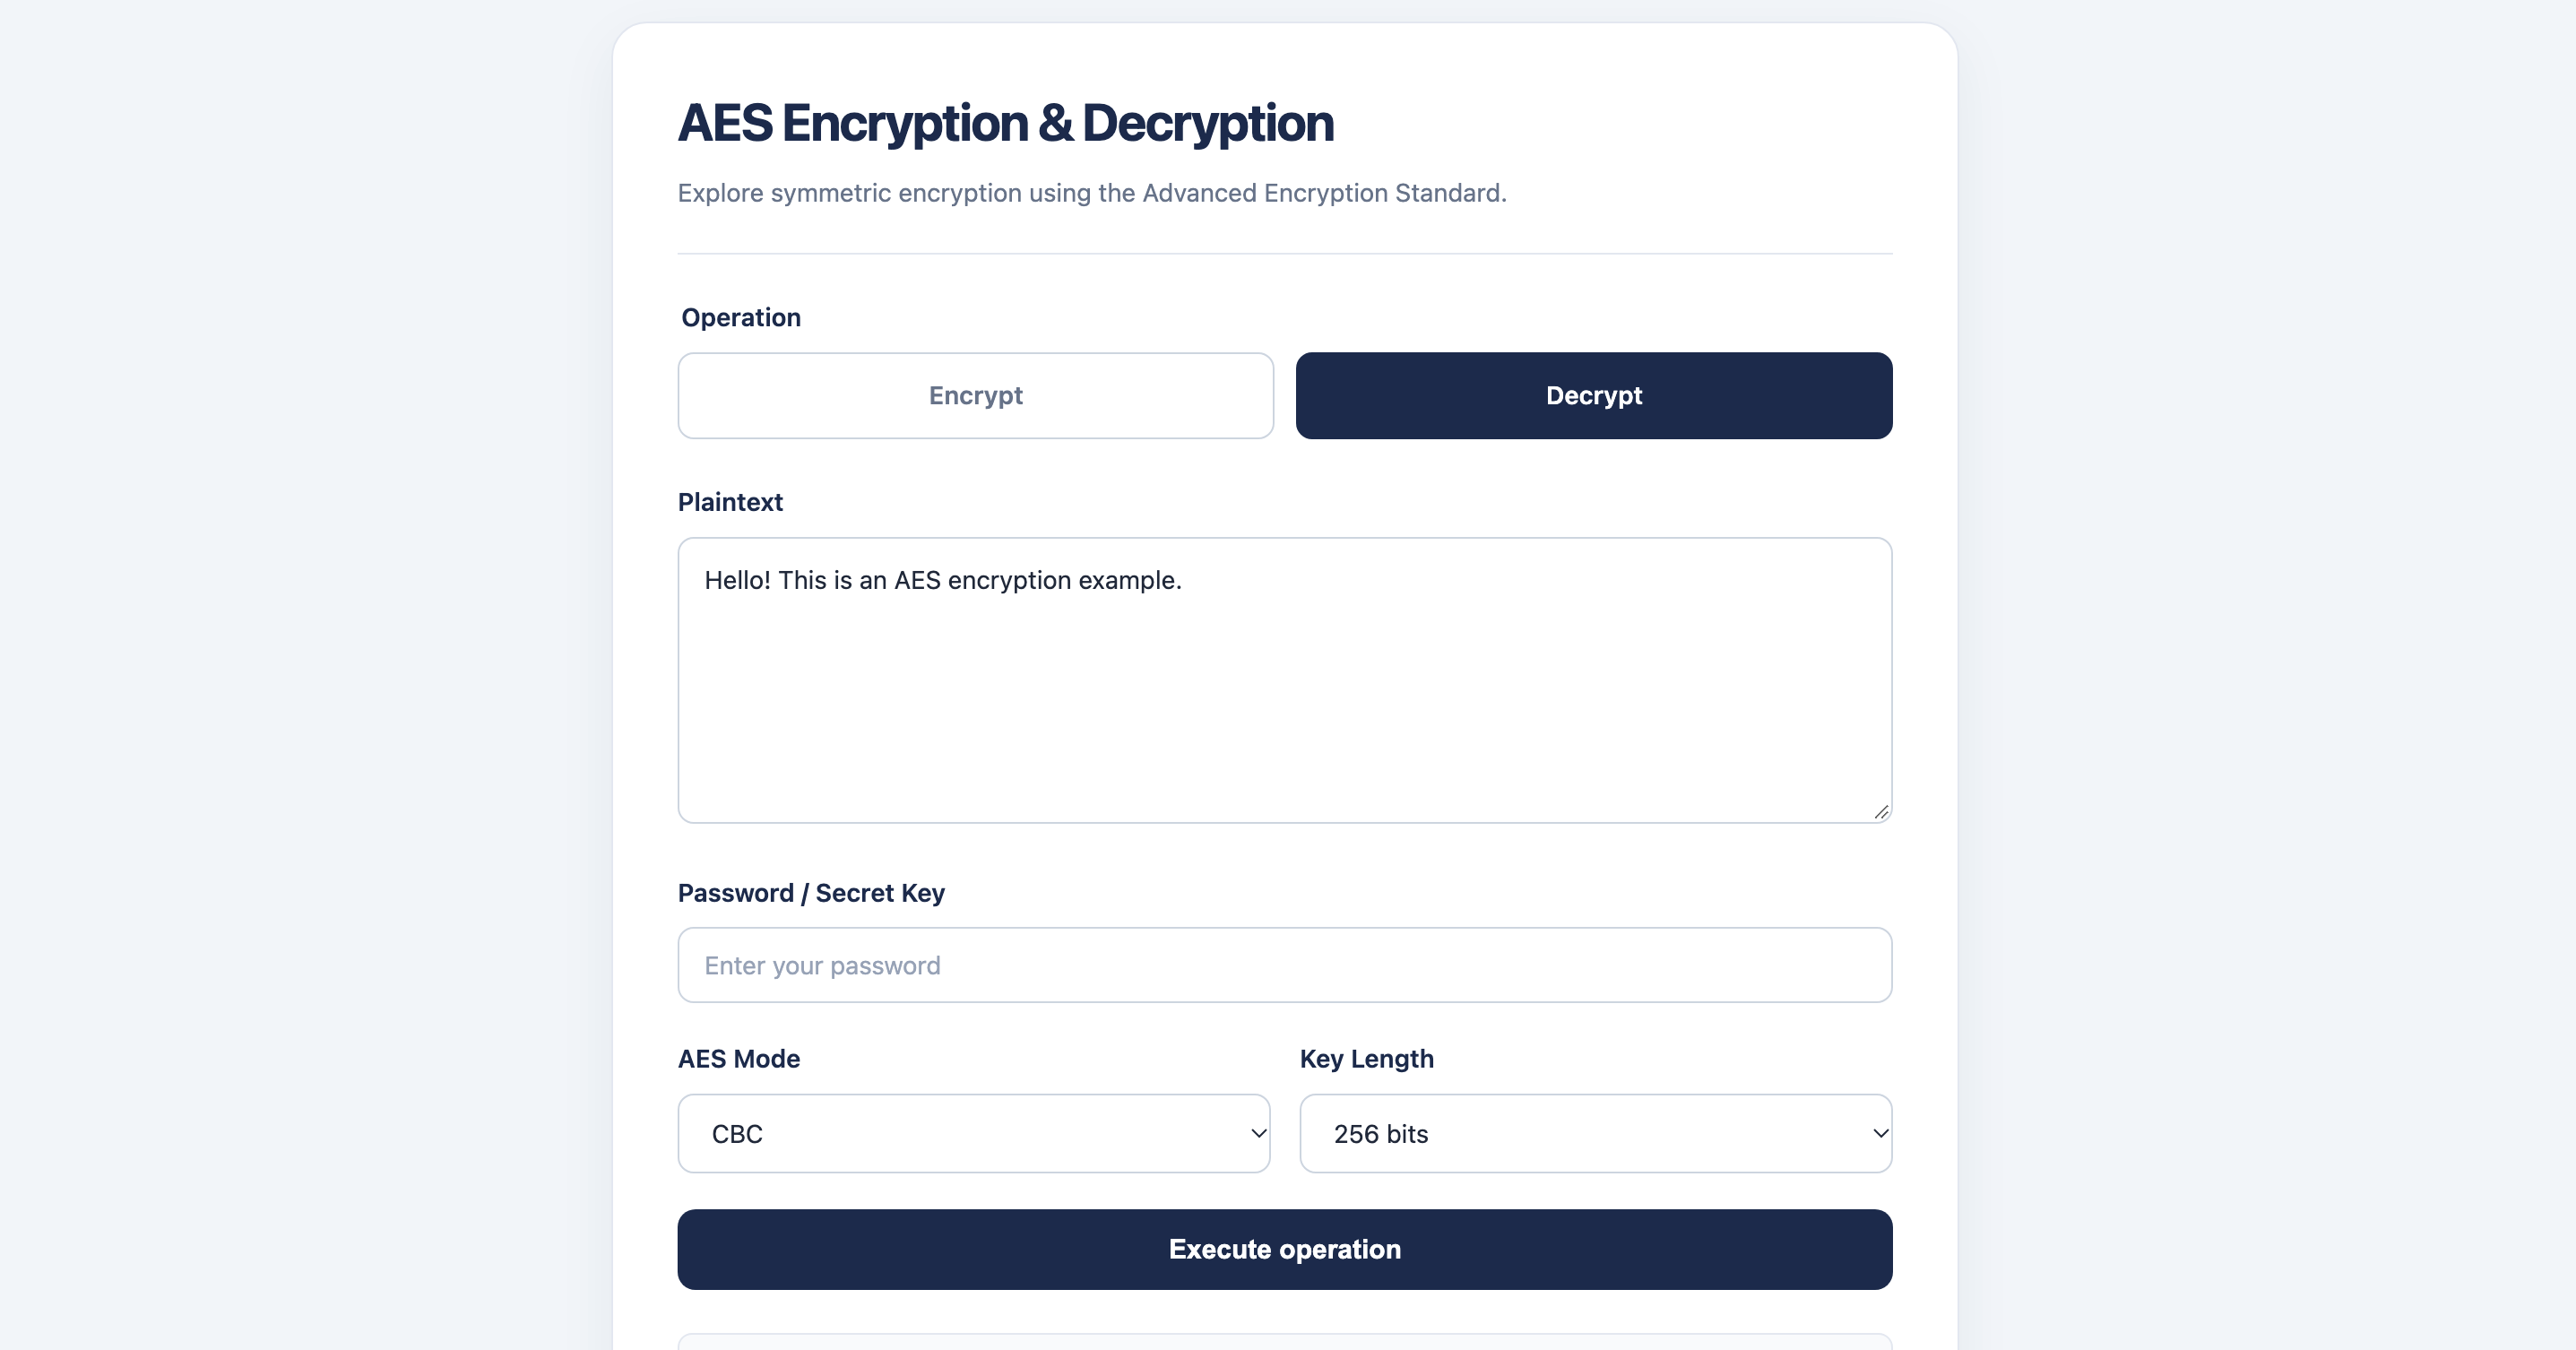 AES Encryption & Decryption
Explore symmetric encryption using the Advanced Encryption Standard.
Operation
Encrypt
Decrypt
Plaintext
Hello! This is an AES encryption example.
Password / Secret Key
Enter your password
AES Mode
Key Length
CBC
256 bits
Execute operation